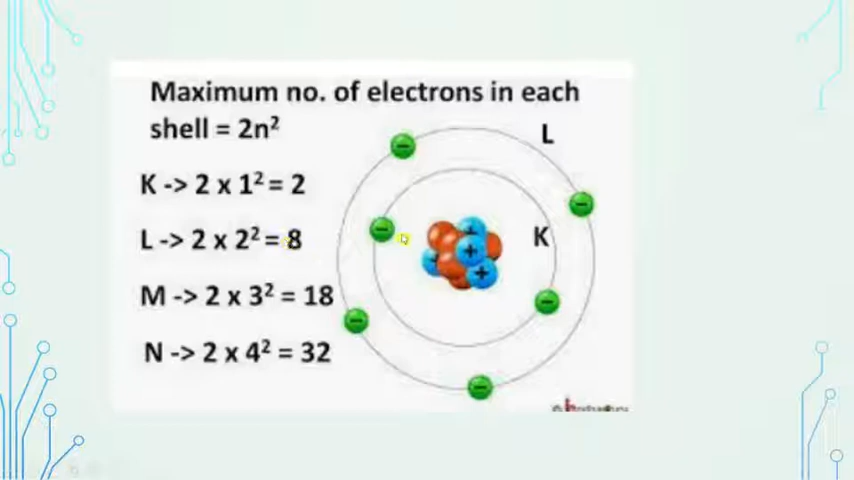 Maximum no. of electrons in each
shell = 2n²
L
K -> 2 x 1² = 2
L -> 2 x 2² = 8
K
M -> 2 x 3² = 18
N -> 2 x 4² = 32